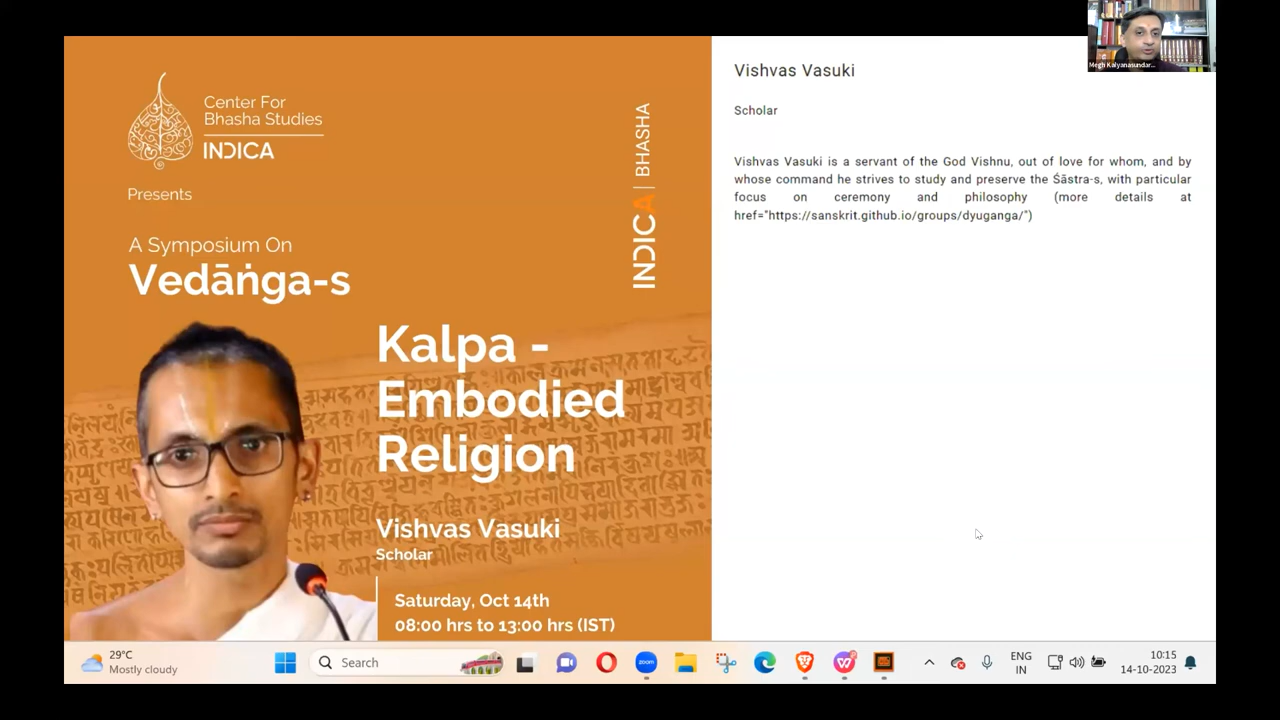 Center For
Bhasha Studies
INDICA
Presents
A Symposium On
Vedāṅga-s
INDICA | BHASHA
Kalpa -
Embodied
Religion
Vishvas Vasuki
Scholar
Saturday, Oct 14th
08:00 hrs to 13:00 hrs (IST)
Vishvas Vasuki
Scholar
Vishvas Vasuki is a servant of the God Vishnu, out of love for whom, and by
whose command he strives to study and preserve the Śāstra-s, with particular
focus on ceremony and philosophy (more details at
href="https://sanskrit.github.io/groups/dyuganga/")
Megh Kalyanasundar...
29°C
Mostly cloudy
Search
zoom
ENG
IN
10:15
14-10-2023